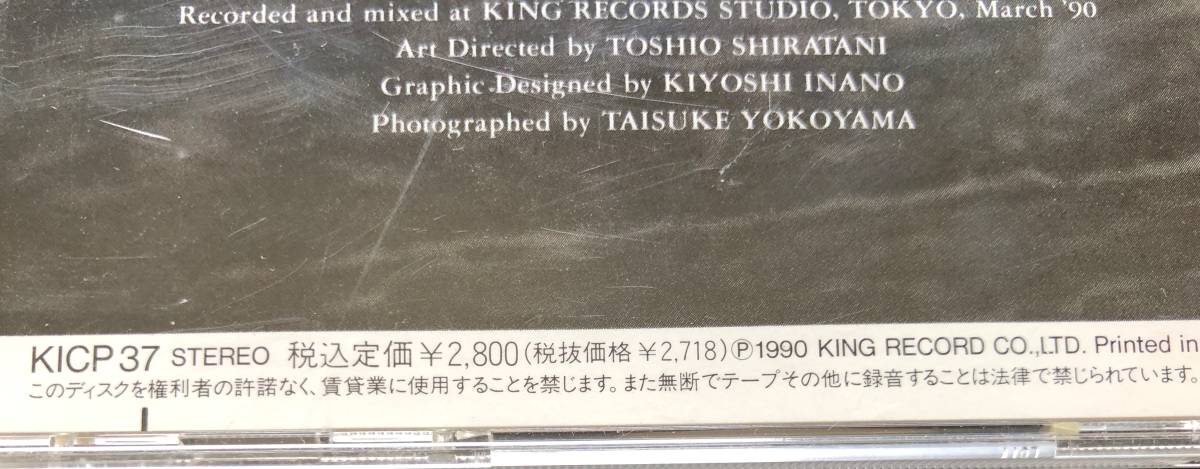 Recorded and mixed at KING RECORDS STUDIO, TOKYO, March '90
Art Directed by TOSHIO SHIRATANI
Graphic Designed by KIYOSHI INANO
Photographed by TAISUKE YOKOYAMA
KICP 37 STEREO 税込定価￥2,800(税抜価格￥2,718)Ⓟ1990 KING RECORD CO.,LTD. Printed in
このディスクを権利者の許諾なく、賃貸業に使用することを禁じます。また無断でテープその他に録音することは法律で禁じられています。